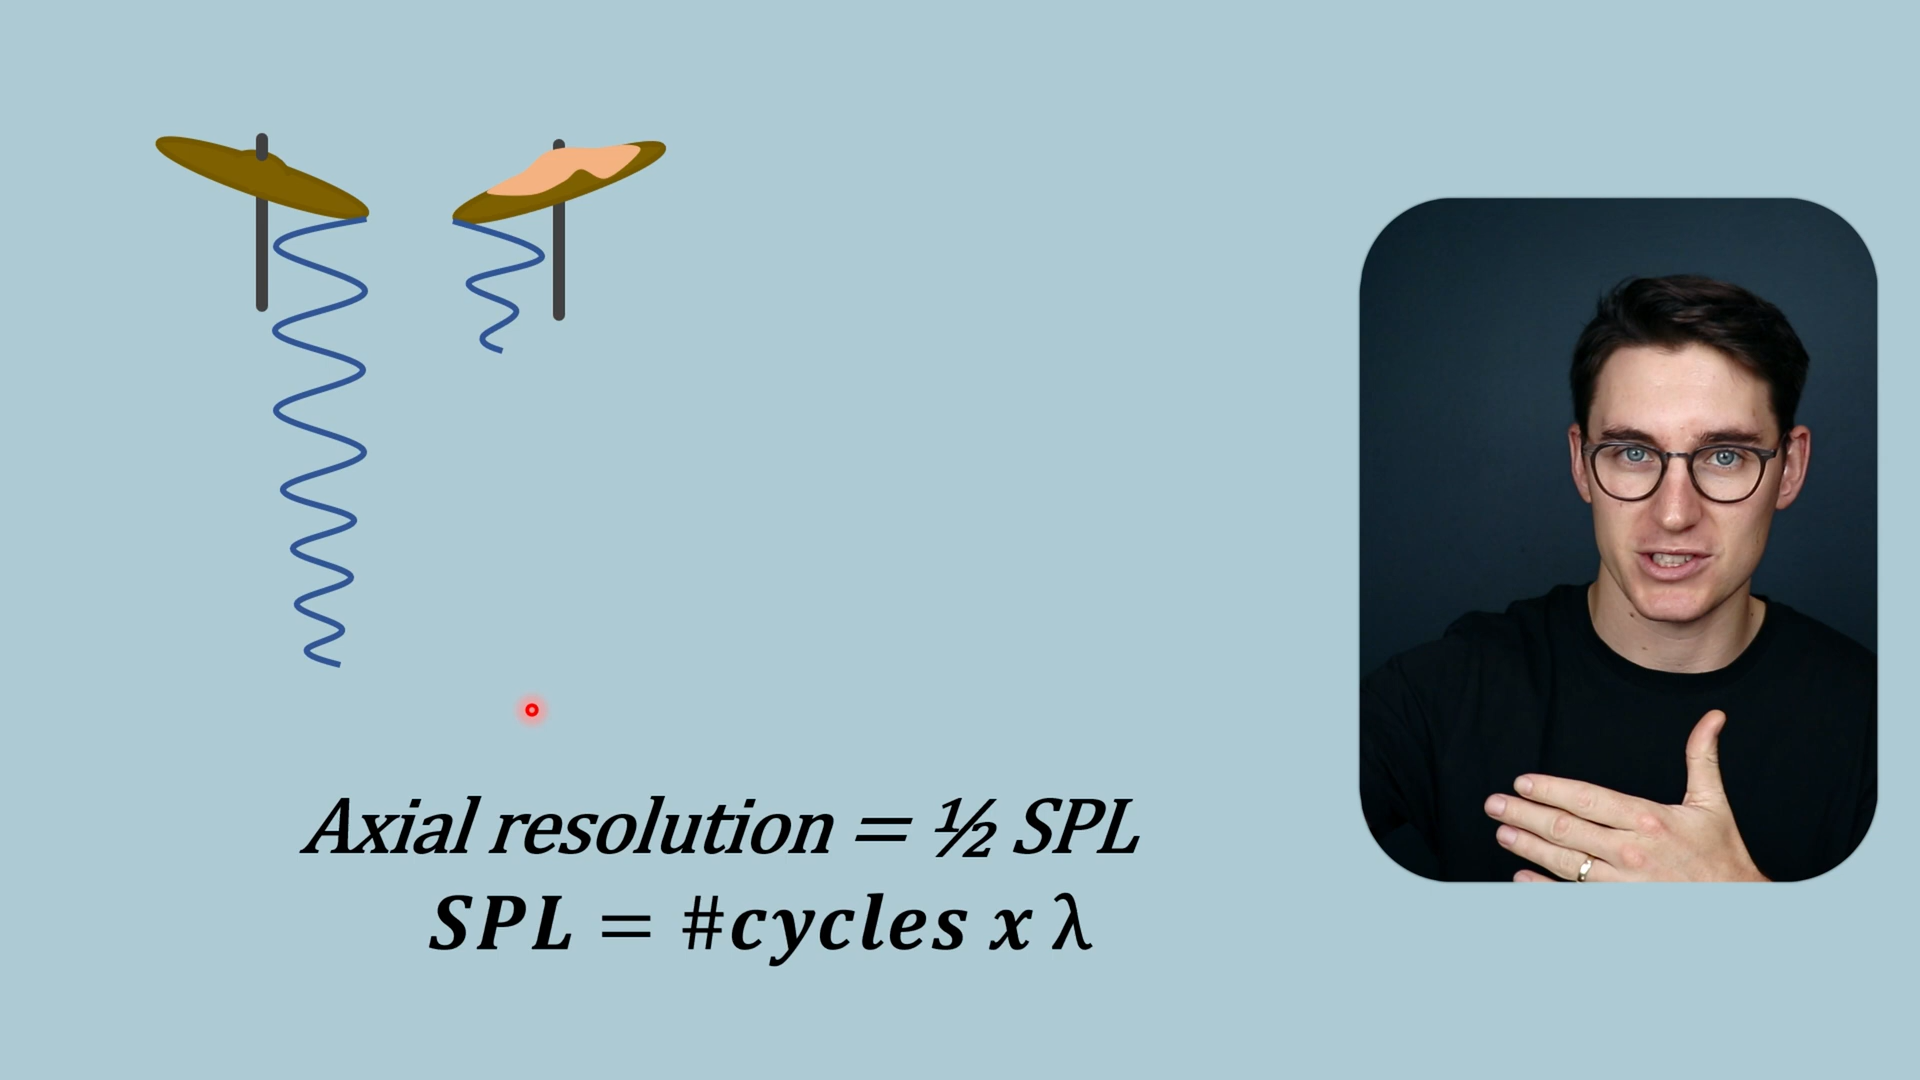 Axial resolution = ½ SPL
SPL = #cycles x λ